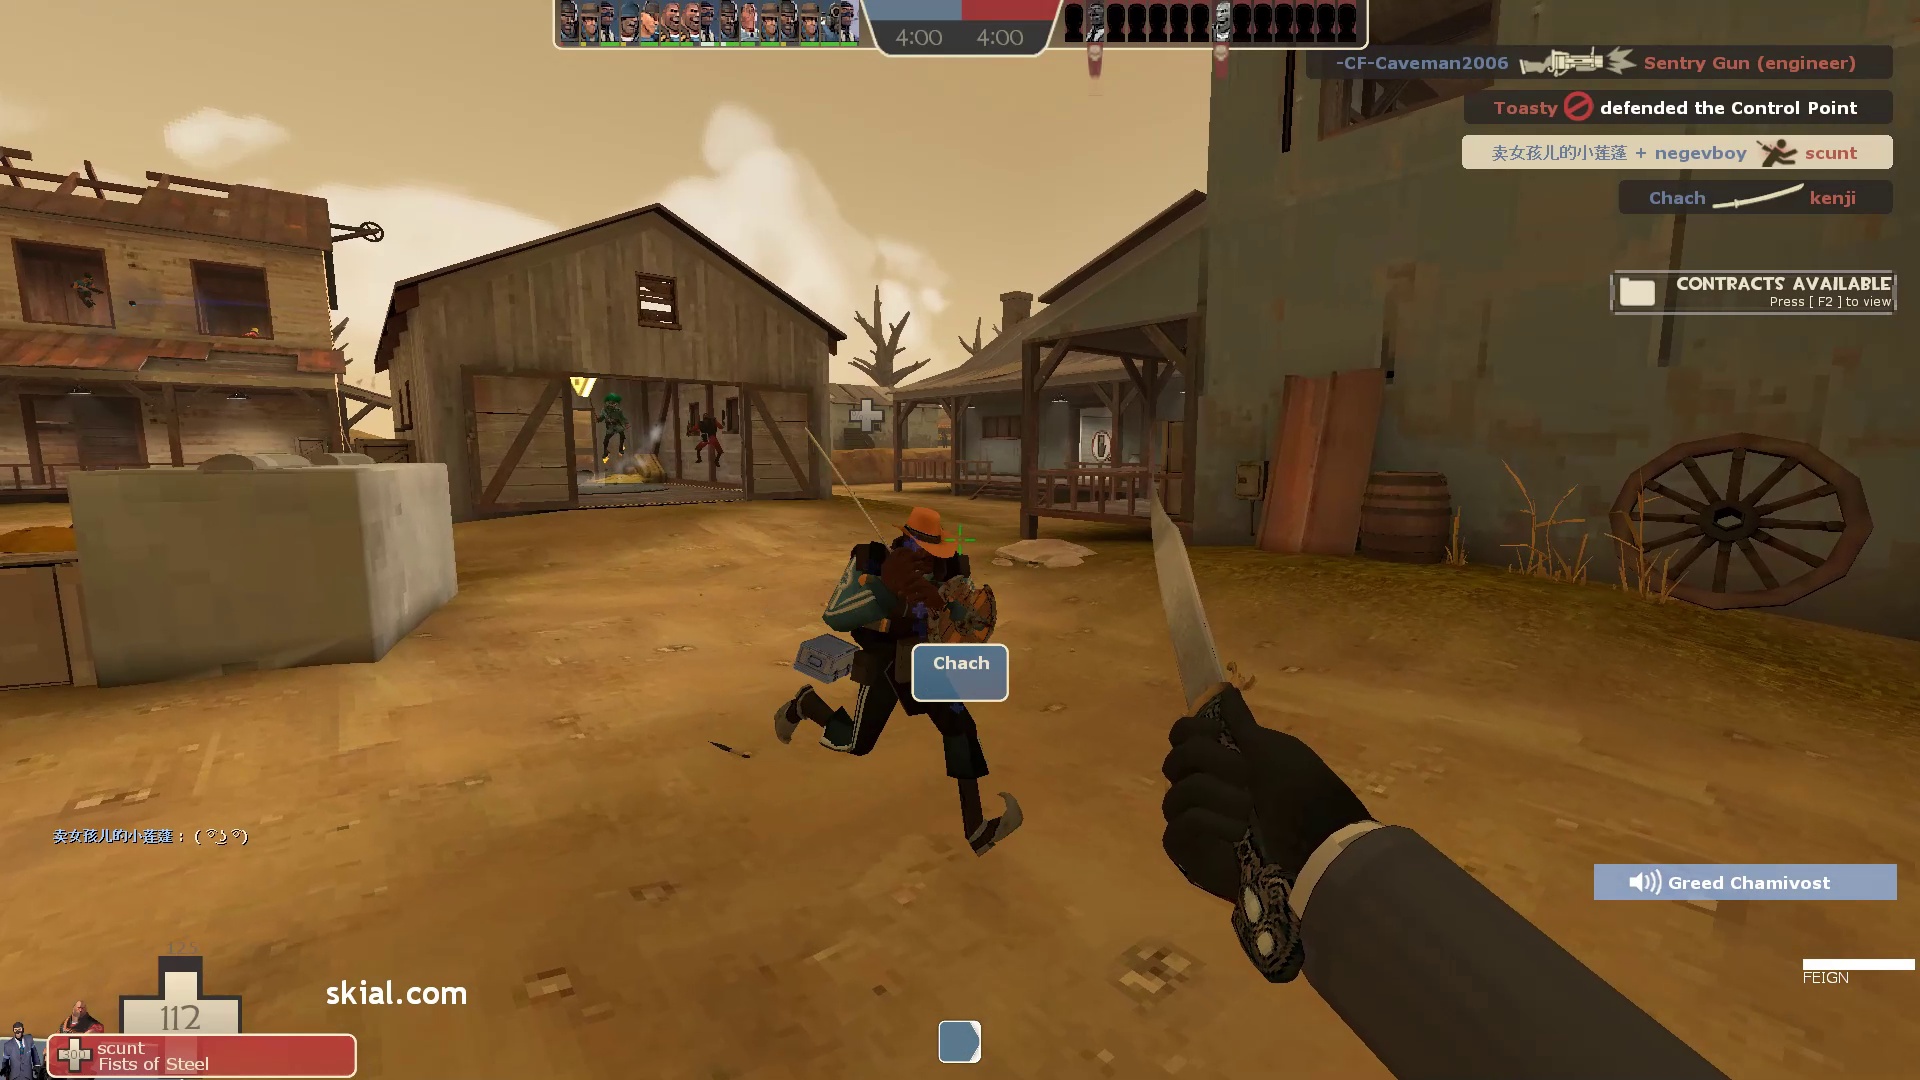 4:00 4:00
-CF-Caveman2006 Sentry Gun (engineer)
Toasty defended the Control Point
卖女孩儿的小莲蓬 + negevboy scunt
Chach kenji
CONTRACTS AVAILABLE
Press [ F2 ] to view
Chach
卖女孩儿的小莲蓬 : ( ͡° ͜ʖ ͡°)
Greed Chamivost
125
112
skial.com
FEIGN
300
scunt
Fists of Steel